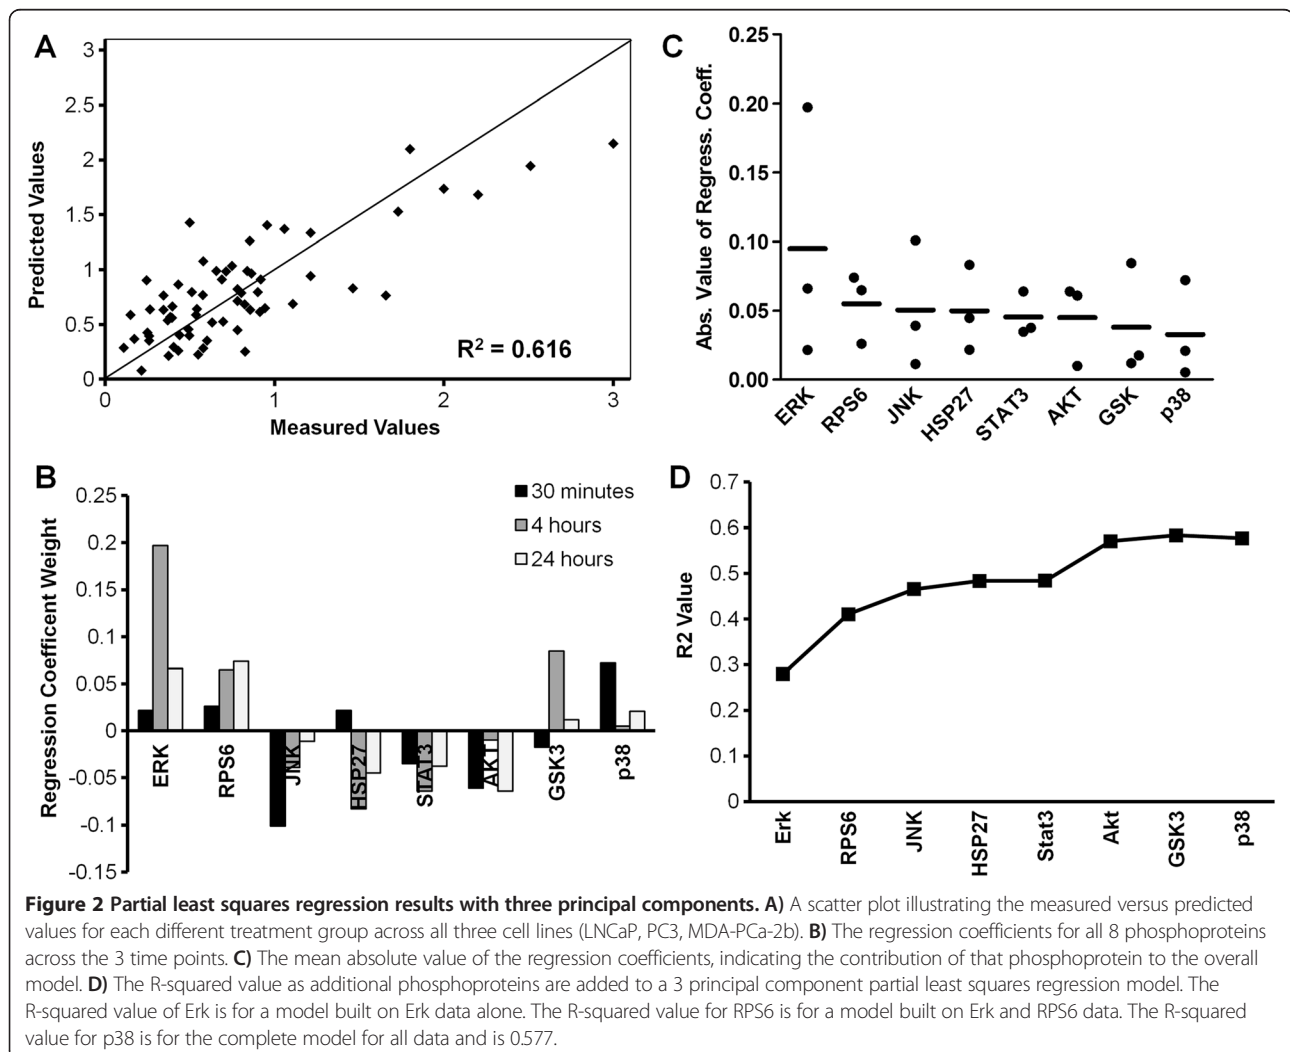 A
3
2.5
2
1.5
1
0.5
0
Predicted Values
0
1
2
3
Measured Values
R² = 0.616
C
0.25
0.20
0.15
0.10
0.05
0.00
Abs. Value of Regress. Coeff.
ERK
RPS6
JNK
HSP27
STAT3
AKT
GSK
p38
B
0.25
0.2
0.15
0.1
0.05
0
-0.05
-0.1
-0.15
Regression Coefficent Weight
30 minutes
4 hours
24 hours
ERK
RPS6
JNK
HSP27
STAT3
AKT
GSK3
p38
D
0.7
0.6
0.5
0.4
0.3
0.2
0.1
0
R2 Value
Erk
RPS6
JNK
HSP27
Stat3
Akt
GSK3
p38
Figure 2 Partial least squares regression results with three principal components. A) A scatter plot illustrating the measured versus predicted
values for each different treatment group across all three cell lines (LNCaP, PC3, MDA-PCa-2b). B) The regression coefficients for all 8 phosphoproteins
across the 3 time points. C) The mean absolute value of the regression coefficients, indicating the contribution of that phosphoprotein to the overall
model. D) The R-squared value as additional phosphoproteins are added to a 3 principal component partial least squares regression model. The
R-squared value of Erk is for a model built on Erk data alone. The R-squared value for RPS6 is for a model built on Erk and RPS6 data. The R-squared
value for p38 is for the complete model for all data and is 0.577.